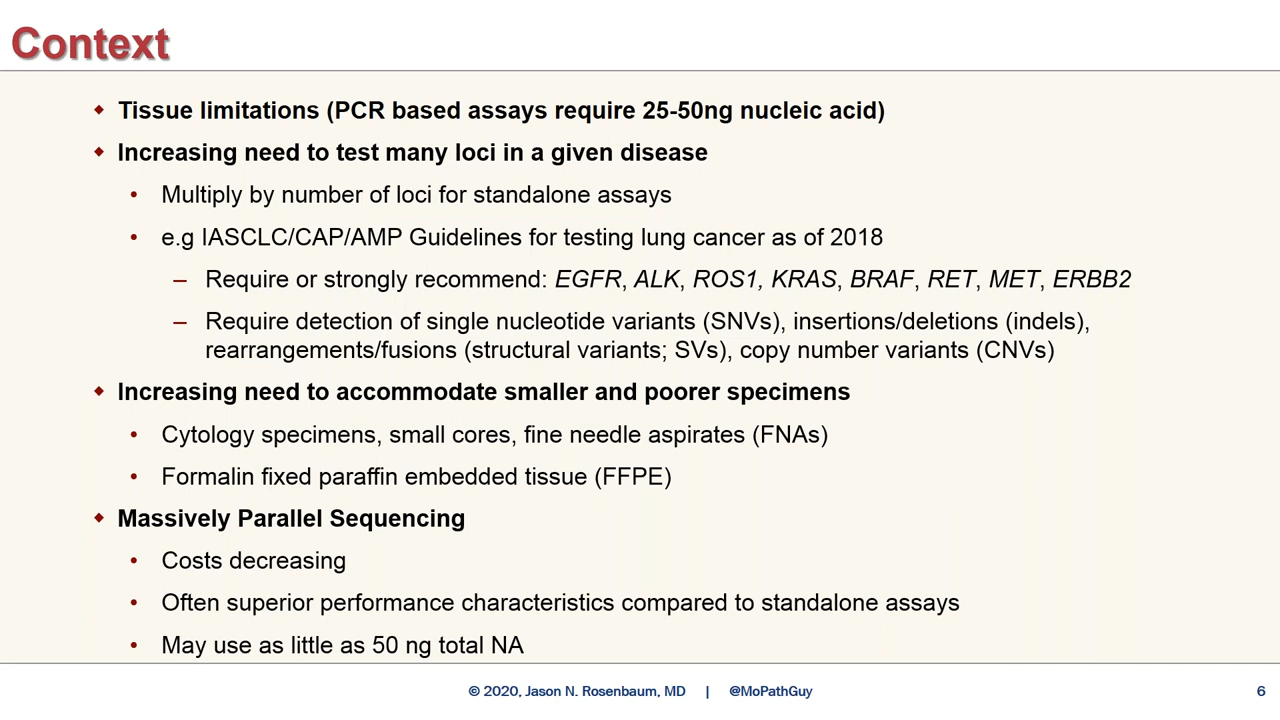 Context
Tissue limitations (PCR based assays require 25-50ng nucleic acid)
Increasing need to test many loci in a given disease
Multiply by number of loci for standalone assays
e.g IASCLC/CAP/AMP Guidelines for testing lung cancer as of 2018
– Require or strongly recommend: EGFR, ALK, ROS1, KRAS, BRAF, RET, MET, ERBB2
– Require detection of single nucleotide variants (SNVs), insertions/deletions (indels),
rearrangements/fusions (structural variants; SVs), copy number variants (CNVs)
Increasing need to accommodate smaller and poorer specimens
Cytology specimens, small cores, fine needle aspirates (FNAs)
Formalin fixed paraffin embedded tissue (FFPE)
Massively Parallel Sequencing
Costs decreasing
Often superior performance characteristics compared to standalone assays
May use as little as 50 ng total NA
© 2020, Jason N. Rosenbaum, MD | @MoPathGuy 6